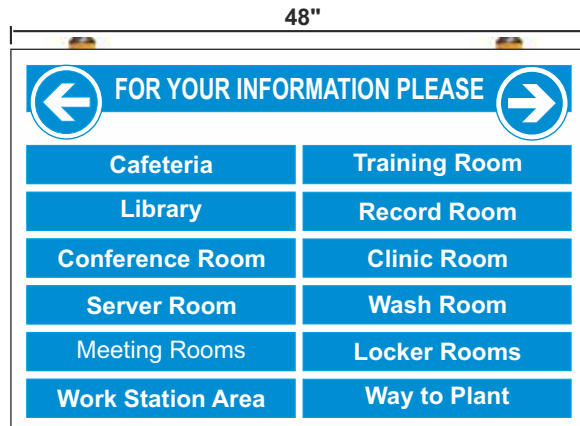 48"
FOR YOUR INFORMATION PLEASE
Cafeteria
Training Room
Library
Record Room
Conference Room
Clinic Room
Server Room
Wash Room
Meeting Rooms
Locker Rooms
Work Station Area
Way to Plant